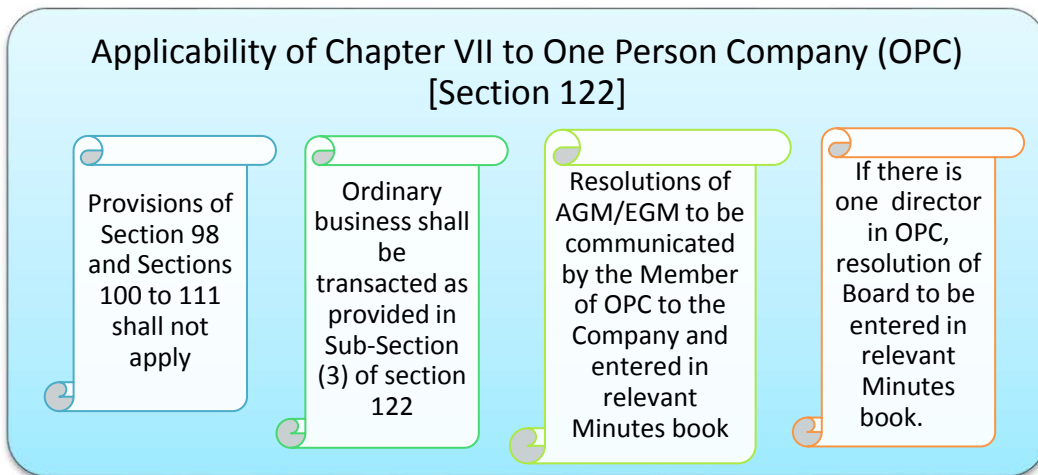 Applicability of Chapter VII to One Person Company (OPC)
[Section 122]
Provisions of
Section 98
and Sections
100 to 111
shall not
apply
Ordinary
business shall
be
transacted as
provided in
Sub-Section
(3) of section
122
Resolutions of
AGM/EGM to be
communicated
by the Member
of OPC to the
Company and
entered in
relevant
Minutes book
If there is
one director
in OPC,
resolution of
Board to be
entered in
relevant
Minutes
book.